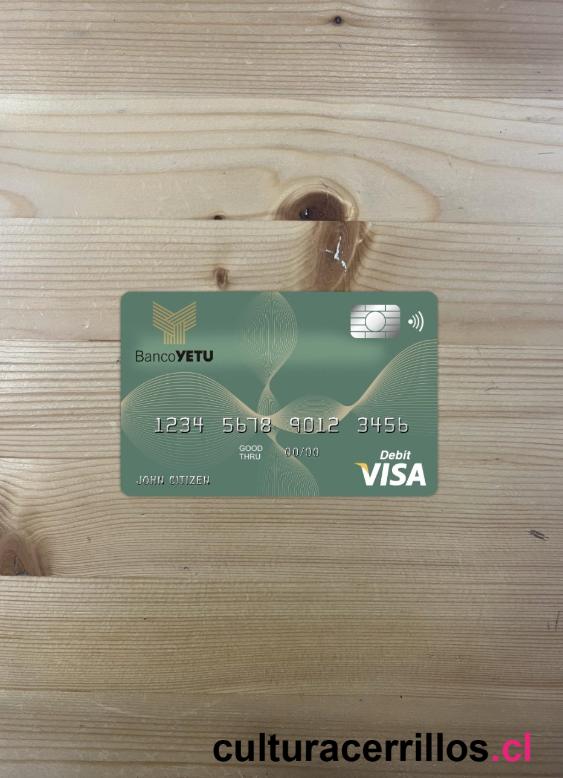 BancoYETU
1234 5678 9012 3456
GOOD
THRU
00/00
JOHN CITIZEN
Debit
VISA
culturacerrillos.cl